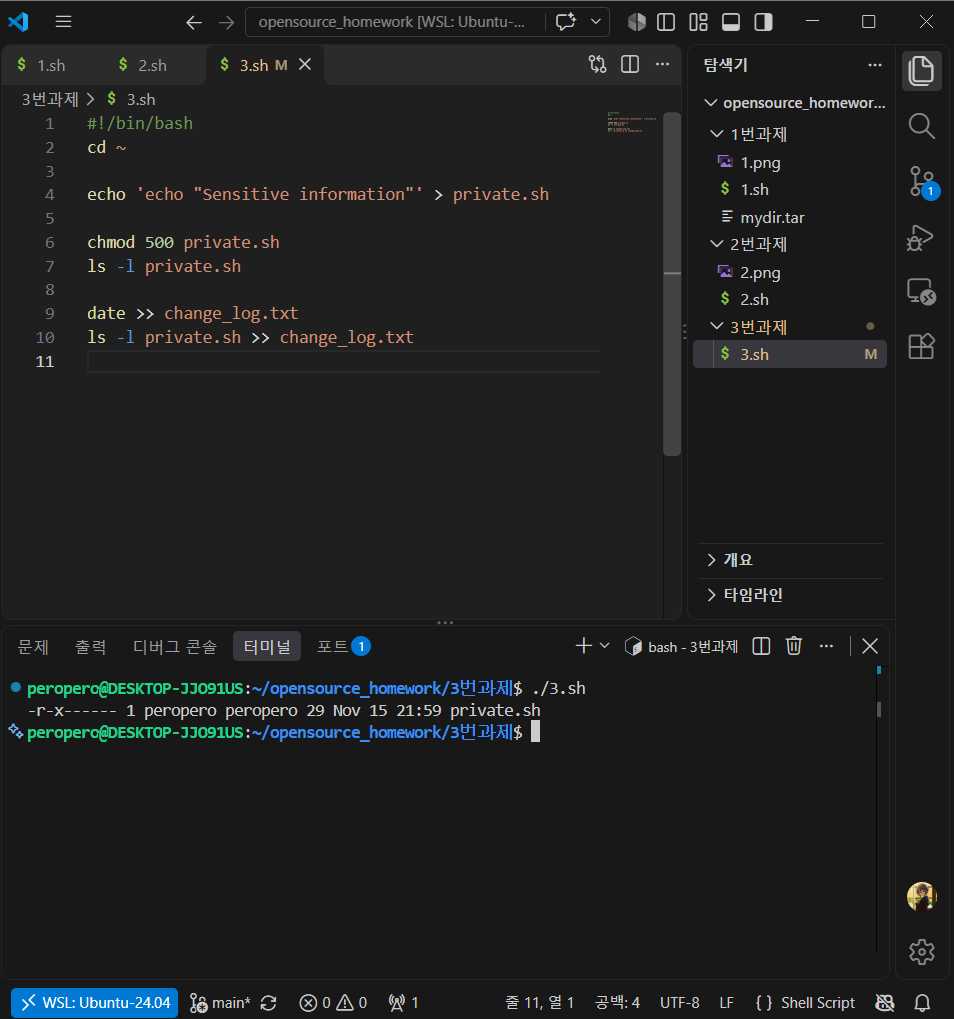 opensource_homework [WSL: Ubuntu-...
$ 1.sh
$ 2.sh
$ 3.sh M
3번과제 > $ 3.sh
1 #!/bin/bash
2 cd ~
3
4 echo 'echo "Sensitive information"' > private.sh
5
6 chmod 500 private.sh
7 ls -l private.sh
8
9 date >> change_log.txt
10 ls -l private.sh >> change_log.txt
11
탐색기
opensource_homewor...
1번과제
1.png
$ 1.sh
mydir.tar
2번과제
2.png
$ 2.sh
3번과제
$ 3.sh M
개요
타임라인
1
문제 출력 디버그 콘솔 터미널 포트 1
bash - 3번과제
peropero@DESKTOP-JJO91US:~/opensource_homework/3번과제$ ./3.sh
-r-x------ 1 peropero peropero 29 Nov 15 21:59 private.sh
peropero@DESKTOP-JJO91US:~/opensource_homework/3번과제$
WSL: Ubuntu-24.04 main* 0 0 1 줄 11, 열 1 공백: 4 UTF-8 LF { } Shell Script